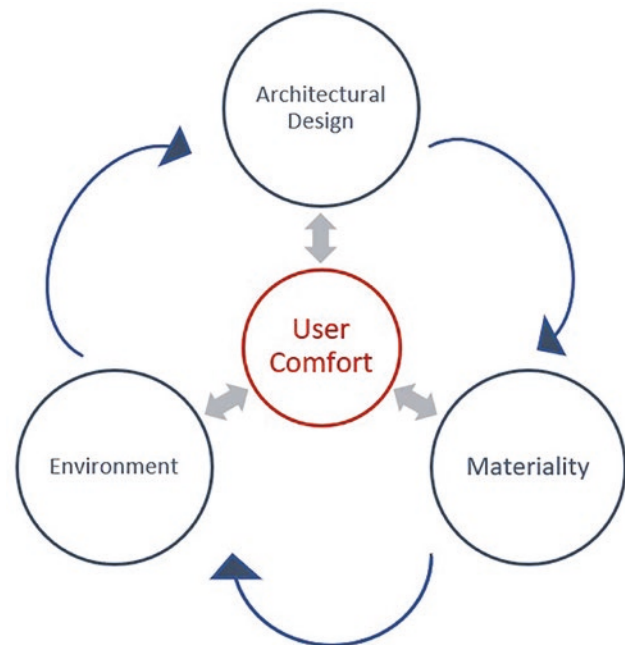 Architectural
Design
User
Comfort
Environment
Materiality